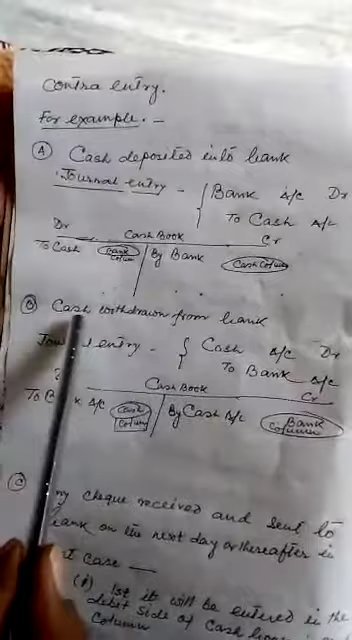 Contra entry.
For example. -
(A) Cash deposited into bank
Journal entry - { Bank A/c Dr
To Cash A/c
Dr Cash Book Cr
To Cash Bank Column By Bank Cash Column
(B) Cash withdrawn from bank
entry - { Cash A/c Dr
To Bank A/c
Cash Book Cr
To A/c Cash Column By Cash A/c Bank Column
(C) ny cheque received and sent to
bank on the next day or thereafter in
case —
(i) 1st it will be entered in the
debit side of Cash
Column